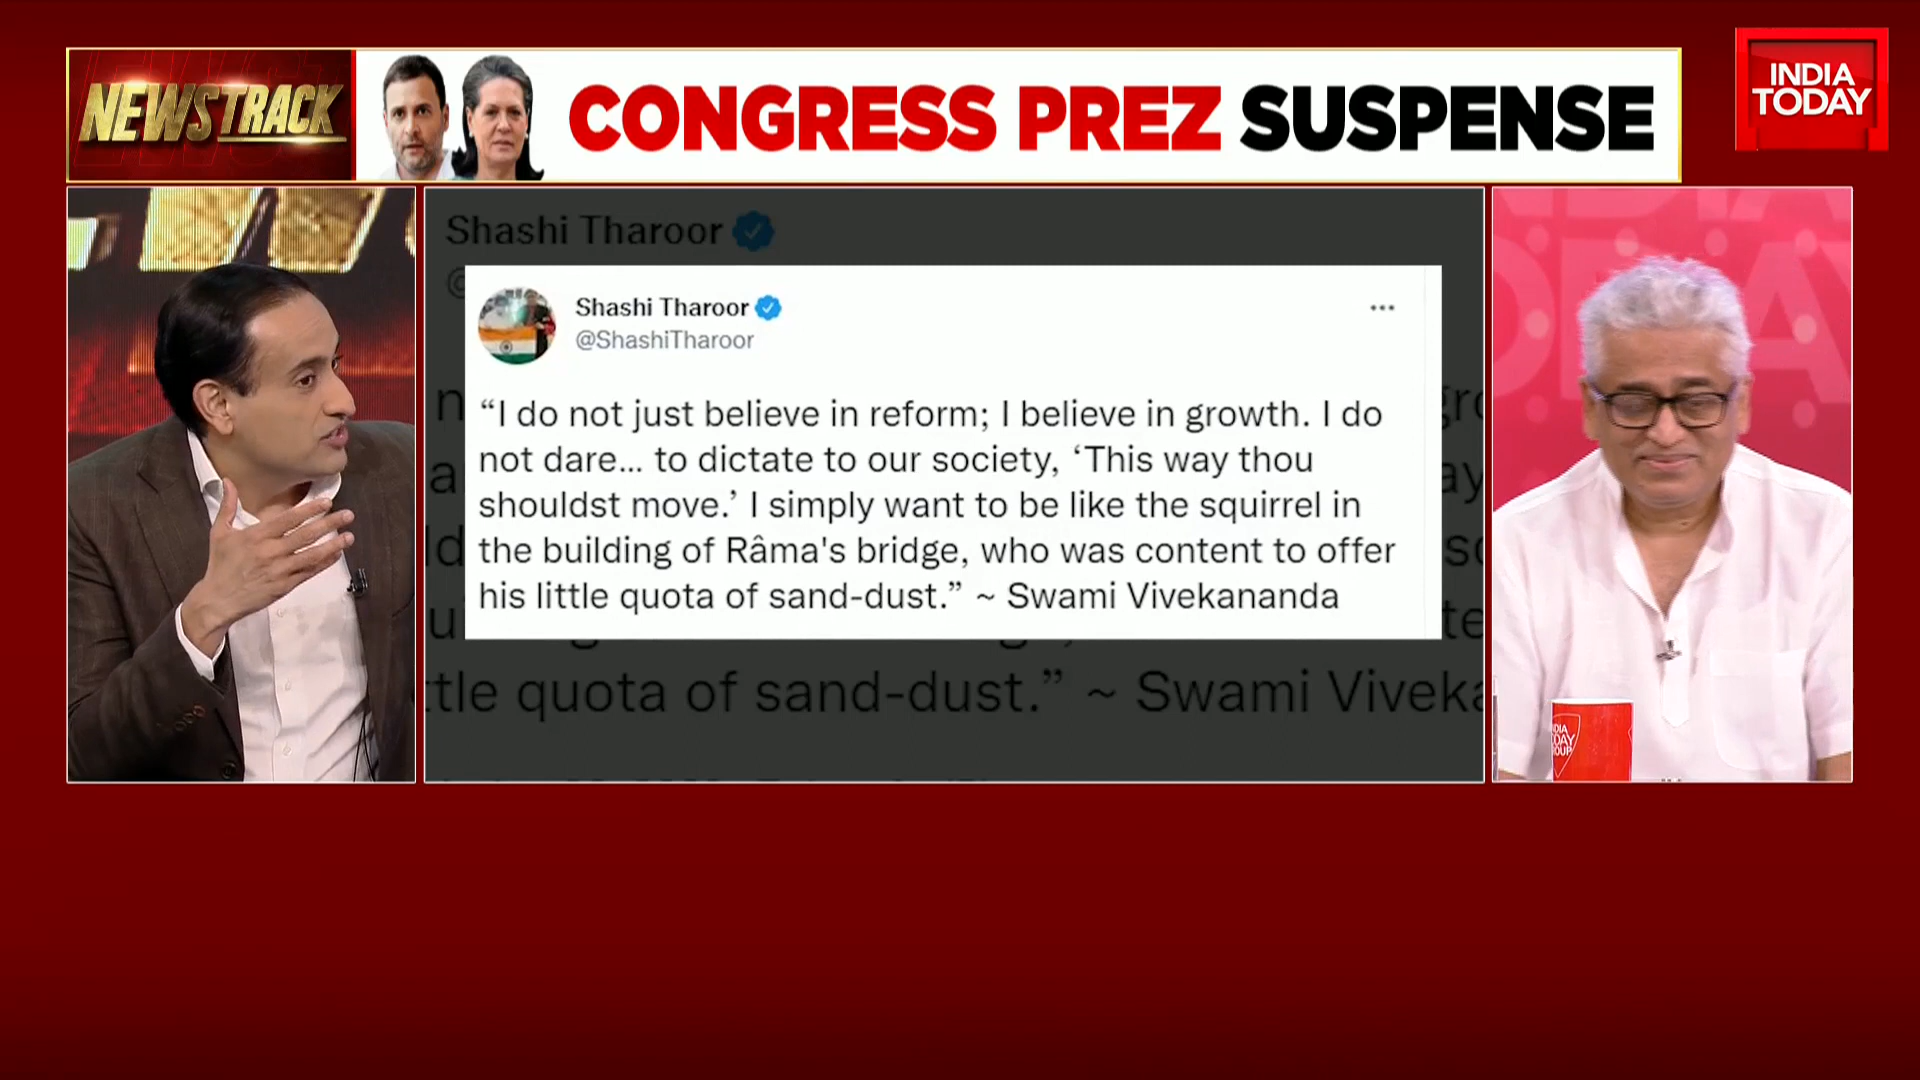 NEWSTRACK
CONGRESS PREZ SUSPENSE
INDIA
TODAY
Shashi Tharoor
Shashi Tharoor
@ShashiTharoor
“I do not just believe in reform; I believe in growth. I do
not dare... to dictate to our society, ‘This way thou
shouldst move.’ I simply want to be like the squirrel in
the building of Râma's bridge, who was content to offer
his little quota of sand-dust.” ~ Swami Vivekananda
quota of sand-dust.” ~ Swami